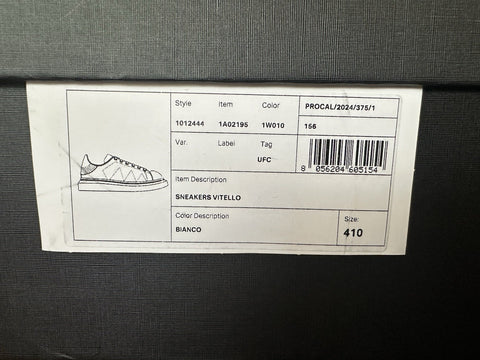 Style Item Color PROCAL/2024/375/1
1012444 1A02195 1W010 156
Var. Label Tag
UFC
8 056204 605154
Item Description
SNEAKERS VITELLO
Color Description Size:
BIANCO 410